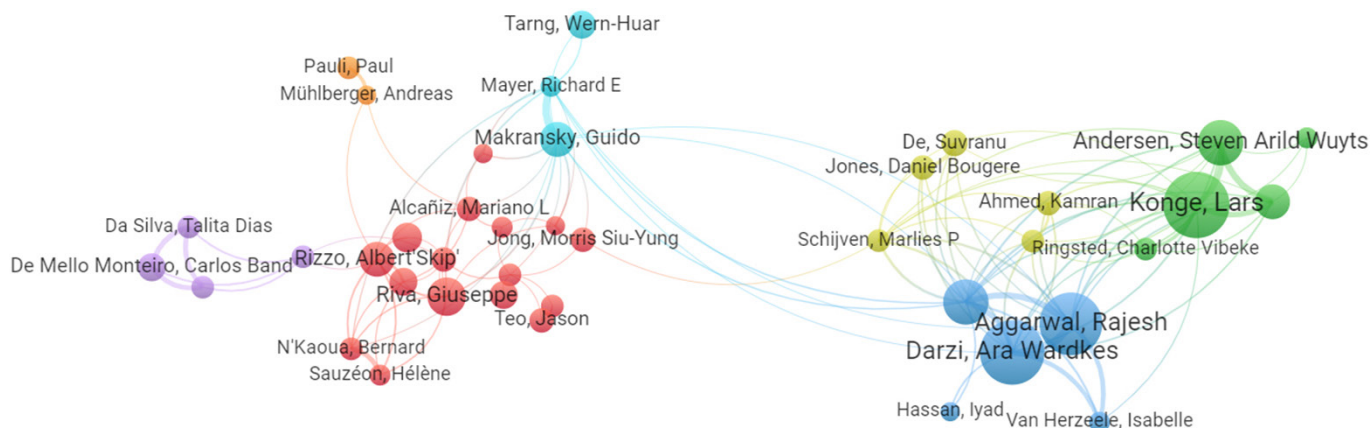 Tarng, Wern-Huar
Pauli, Paul
Mayer, Richard E
Mühlberger, Andreas
Makransky, Guido
De, Suvranu
Andersen, Steven Arild Wuyts
Jones, Daniel Bougere
Alcañiz, Mariano L
Ahmed, Kamran
Konge, Lars
Da Silva, Talita Dias
Jong, Morris Siu-Yung
Schijven, Marlies P
Ringsted, Charlotte Vibeke
De Mello Monteiro, Carlos Band
Rizzo, Albert'Skip'
Riva, Giuseppe
Teo, Jason
Aggarwal, Rajesh
N'Kaoua, Bernard
Darzi, Ara Wardkes
Sauzéon, Hélène
Hassan, Iyad
Van Herzeele, Isabelle